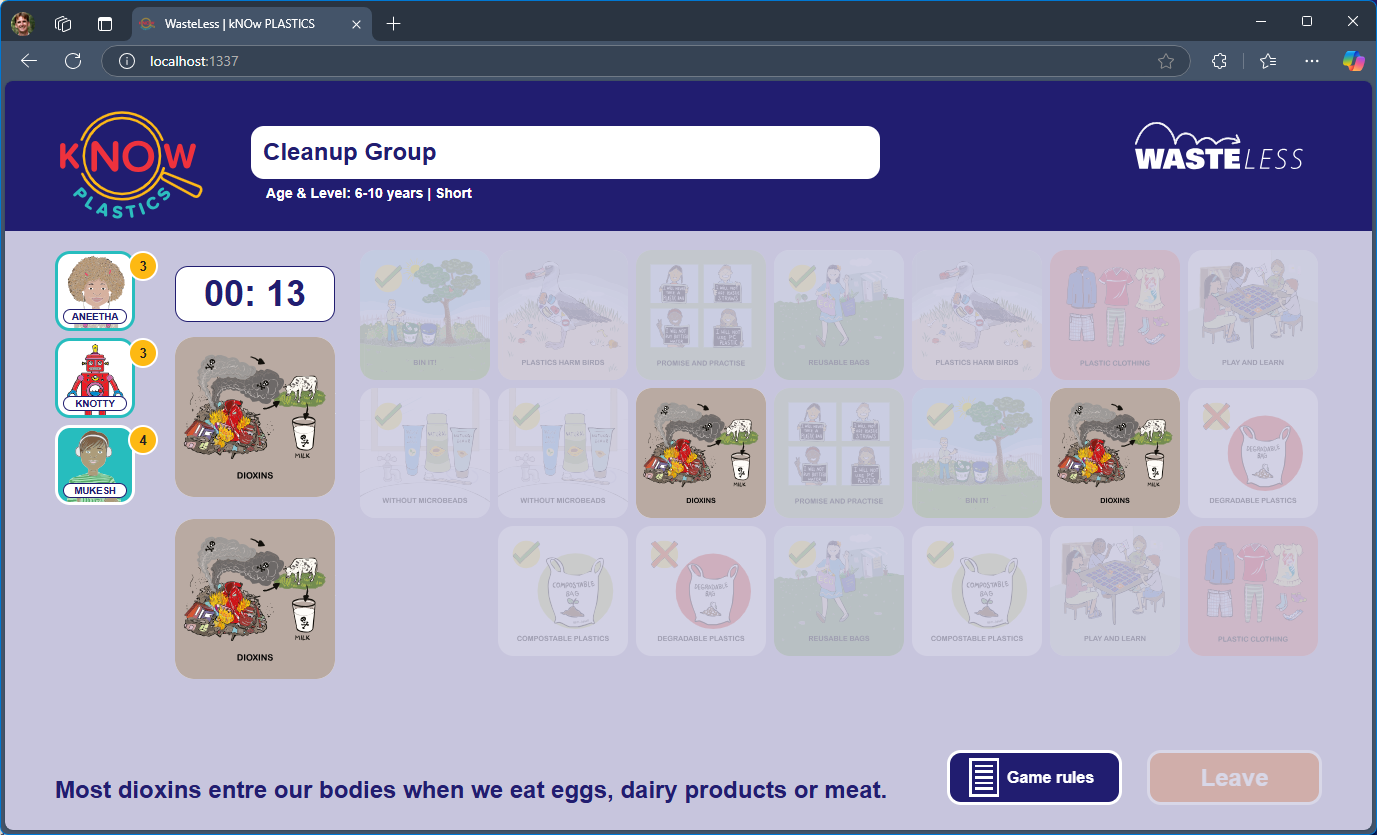 WasteLess | kNOw PLASTICS
localhost:1337
KNOW
PLASTICS
Cleanup Group
Age & Level: 6-10 years | Short
WASTELESS
ANEETHA
3
KNOTTY
3
MUKESH
4
00: 13
MILK
DIOXINS
MILK
DIOXINS
BIN IT!
PLASTICS HARM BIRDS
PROMISE AND PRACTISE
REUSABLE BAGS
PLASTICS HARM BIRDS
PLASTIC CLOTHING
PLAY AND LEARN
WITHOUT MICROBEADS
WITHOUT MICROBEADS
MILK
DIOXINS
PROMISE AND PRACTISE
BIN IT!
MILK
DIOXINS
DEGRADABLE BAG
DEGRADABLE PLASTICS
COMPOSTABLE BAG
COMPOSTABLE PLASTICS
DEGRADABLE BAG
DEGRADABLE PLASTICS
REUSABLE BAGS
COMPOSTABLE BAG
COMPOSTABLE PLASTICS
PLAY AND LEARN
PLASTIC CLOTHING
Most dioxins entre our bodies when we eat eggs, dairy products or meat.
Game rules
Leave